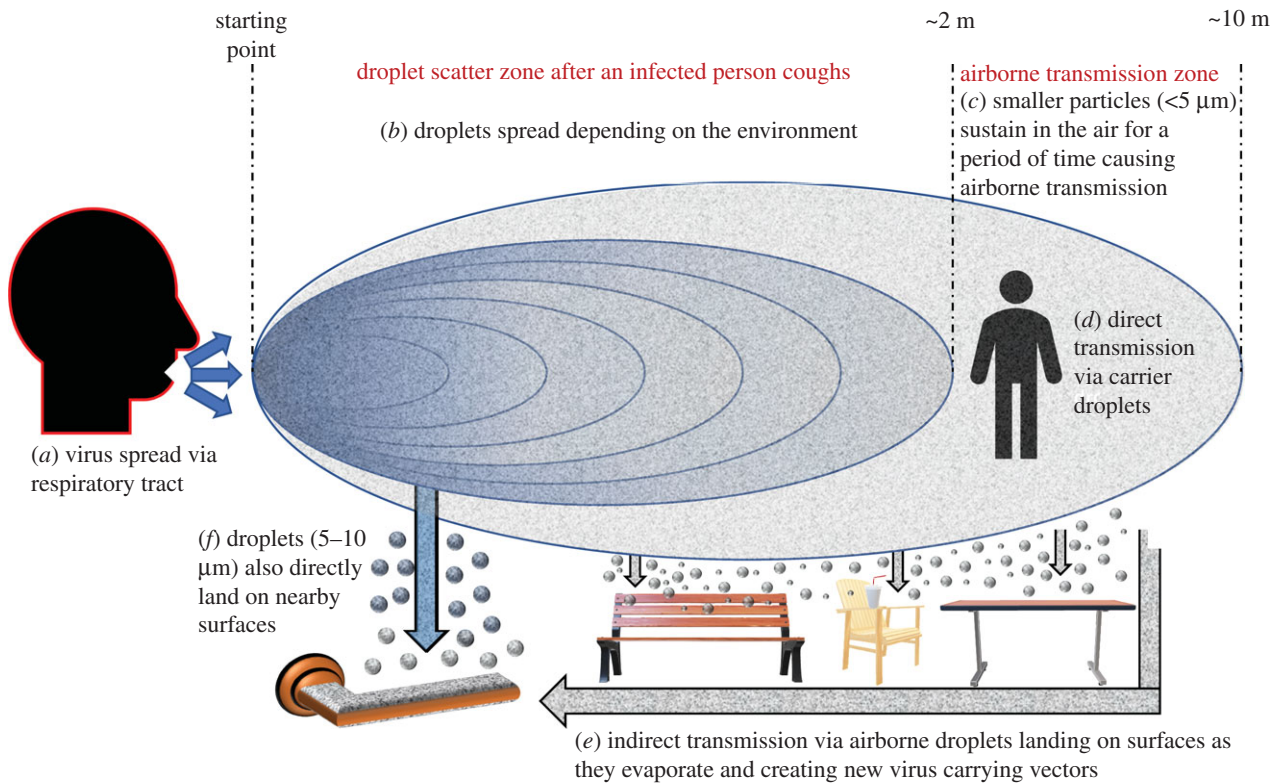 starting
point
~2 m
~10 m
droplet scatter zone after an infected person coughs
(b) droplets spread depending on the environment
airborne transmission zone
(c) smaller particles (<5 μm)
sustain in the air for a
period of time causing
airborne transmission
(d) direct
transmission
via carrier
droplets
(a) virus spread via
respiratory tract
(f) droplets (5–10
μm) also directly
land on nearby
surfaces
(e) indirect transmission via airborne droplets landing on surfaces as
they evaporate and creating new virus carrying vectors